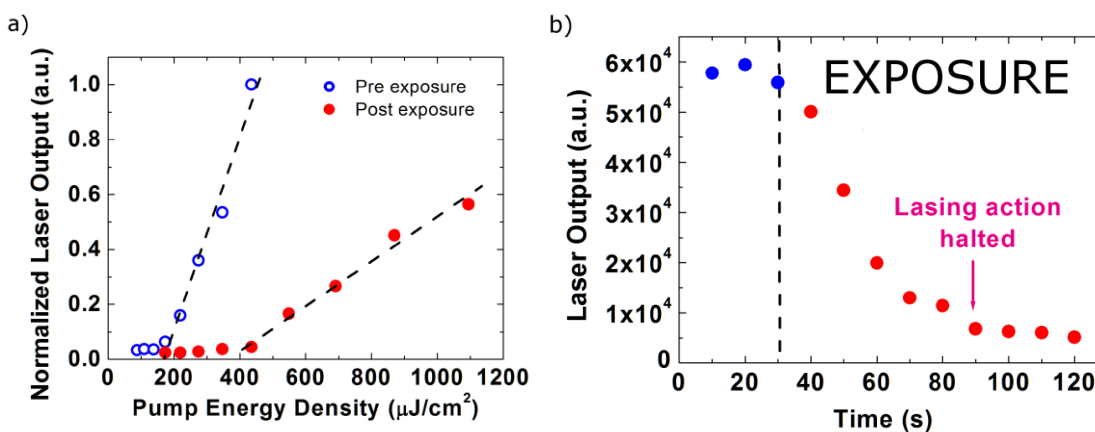 a)
Normalized Laser Output (a.u.)
1.0
0.8
0.6
0.4
0.2
0.0
Pre exposure
Post exposure
0 200 400 600 800 1000 1200
Pump Energy Density (μJ/cm²)
b)
Laser Output (a.u.)
6x10⁴
5x10⁴
4x10⁴
3x10⁴
2x10⁴
1x10⁴
0
EXPOSURE
Lasing action
halted
0 20 40 60 80 100 120
Time (s)